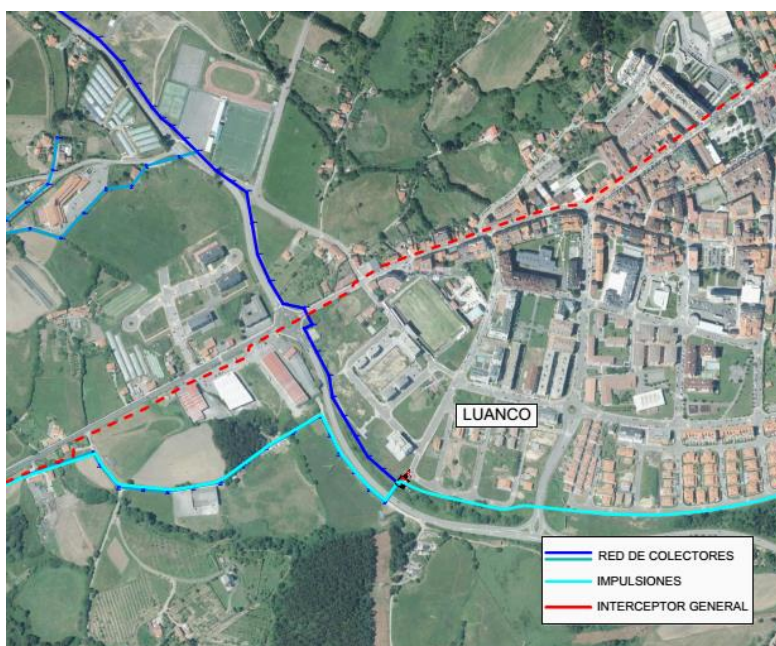 LUANCO
RED DE COLECTORES
IMPULSIONES
INTERCEPTOR GENERAL